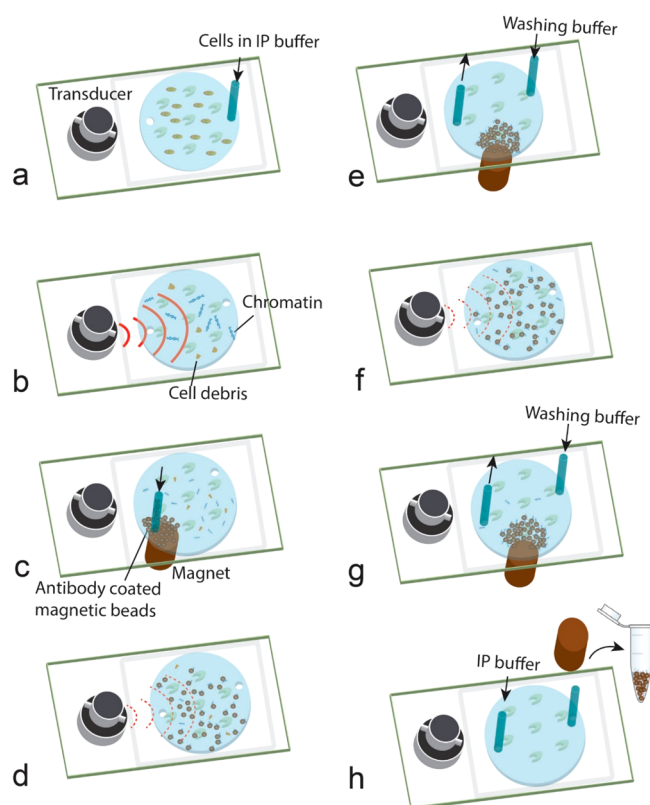 Cells in IP buffer
Transducer
a
Washing buffer
e
Chromatin
Cell debris
b
f
Antibody coated
magnetic beads
Magnet
c
Washing buffer
g
d
IP buffer
h